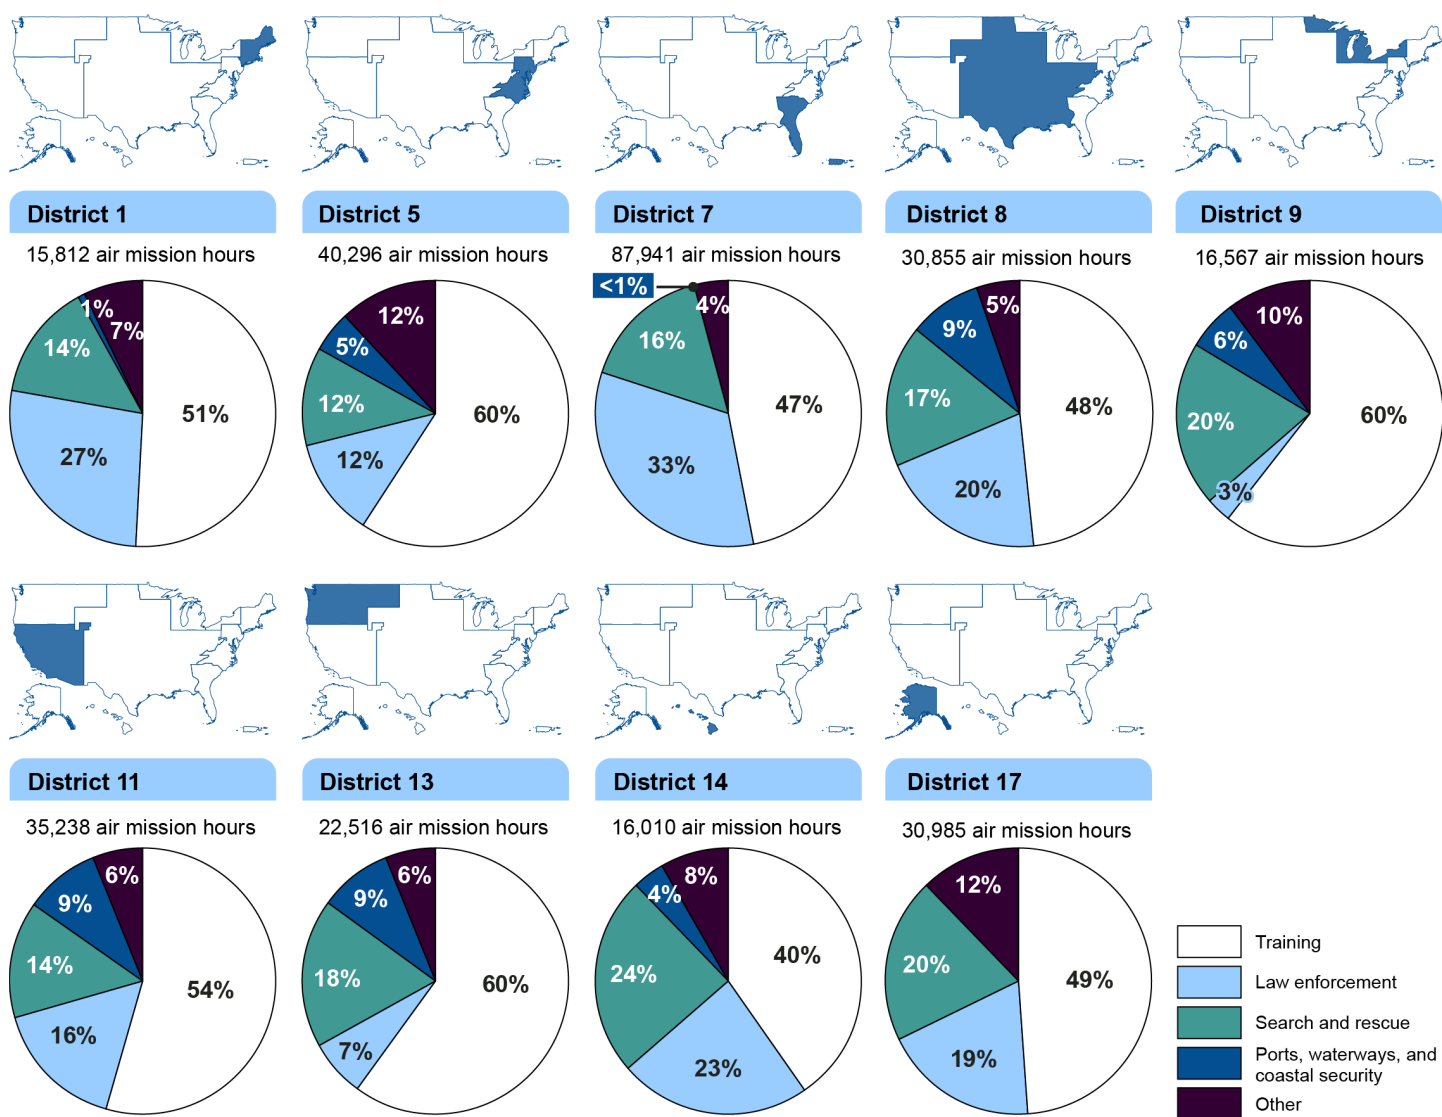 District 1
15,812 air mission hours
1%
7%
14%
51%
27%
District 5
40,296 air mission hours
12%
5%
12%
60%
12%
District 7
87,941 air mission hours
<1%
4%
16%
47%
33%
District 8
30,855 air mission hours
5%
9%
17%
48%
20%
District 9
16,567 air mission hours
10%
6%
20%
60%
3%
District 11
35,238 air mission hours
6%
9%
14%
54%
16%
District 13
22,516 air mission hours
6%
9%
18%
60%
7%
District 14
16,010 air mission hours
8%
4%
24%
40%
23%
District 17
30,985 air mission hours
12%
20%
49%
19%
Training
Law enforcement
Search and rescue
Ports, waterways, and
coastal security
Other